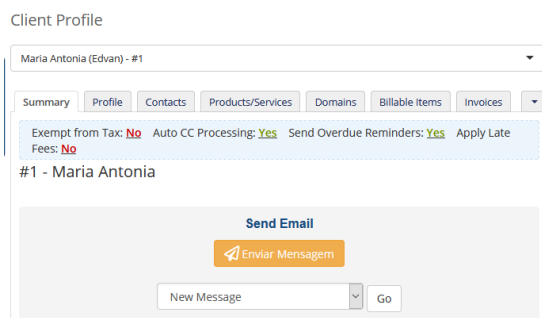 Client Profile
Maria Antonia (Edvan) - #1
Summary Profile Contacts Products/Services Domains Billable Items Invoices
Exempt from Tax: No Auto CC Processing: Yes Send Overdue Reminders: Yes Apply Late
Fees: No
#1 - Maria Antonia
Send Email
Enviar Mensagem
New Message Go